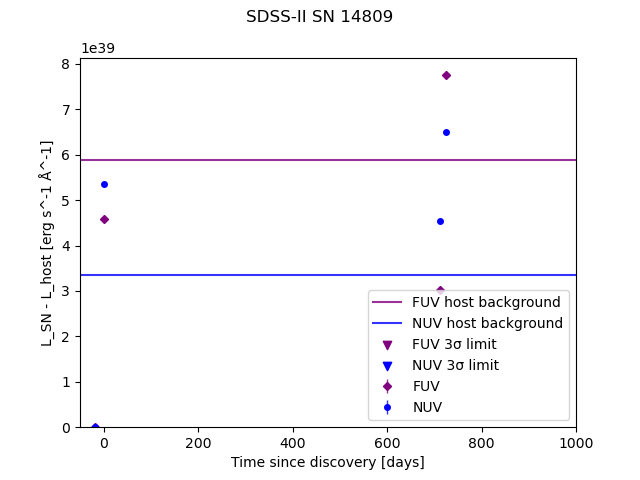 SDSS-II SN 14809
1e39
8
7
6
5
4
3
2
1
0
L_SN - L_host [erg s^-1 Å^-1]
FUV host background
NUV host background
FUV 3σ limit
NUV 3σ limit
FUV
NUV
0 200 400 600 800 1000
Time since discovery [days]